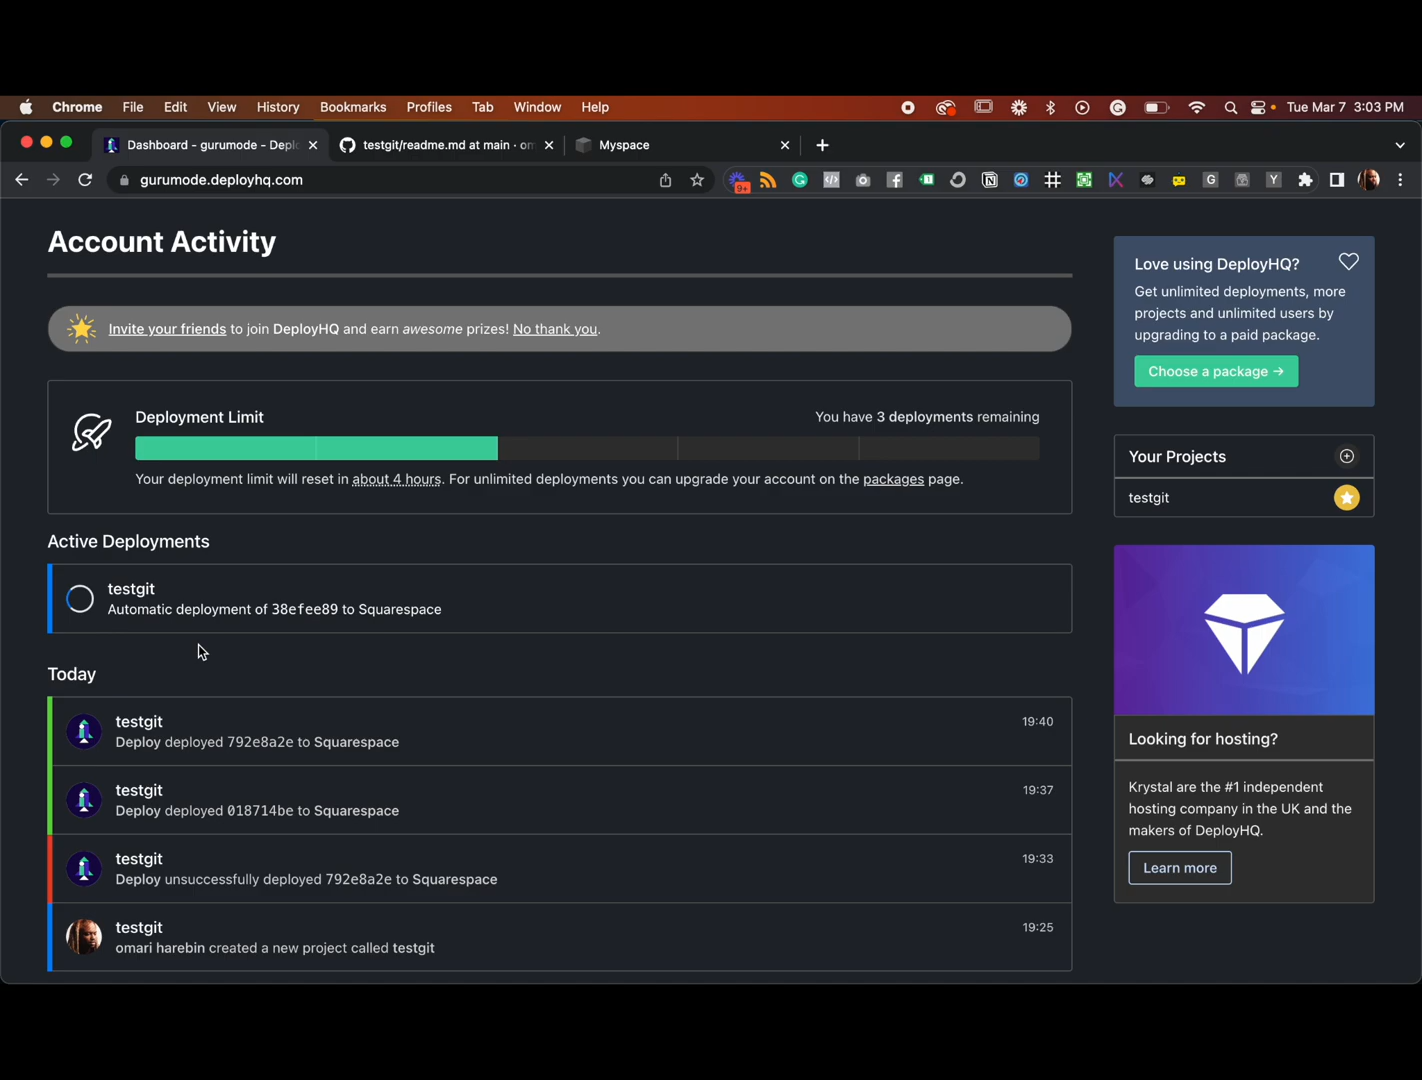 Chrome File Edit View History Bookmarks Profiles Tab Window Help Tue Mar 7 3:03 PM
Dashboard - gurumode - Deplo
testgit/readme.md at main · om
Myspace
gurumode.deployhq.com
9+
Account Activity
Invite your friends to join DeployHQ and earn awesome prizes! No thank you.
Deployment Limit
You have 3 deployments remaining
Your deployment limit will reset in about 4 hours. For unlimited deployments you can upgrade your account on the packages page.
Active Deployments
testgit
Automatic deployment of 38efee89 to Squarespace
Today
testgit 19:40
Deploy deployed 792e8a2e to Squarespace
testgit 19:37
Deploy deployed 018714be to Squarespace
testgit 19:33
Deploy unsuccessfully deployed 792e8a2e to Squarespace
testgit 19:25
omari harebin created a new project called testgit
Love using DeployHQ?
Get unlimited deployments, more
projects and unlimited users by
upgrading to a paid package.
Choose a package →
Your Projects
testgit
Looking for hosting?
Krystal are the #1 independent
hosting company in the UK and the
makers of DeployHQ.
Learn more